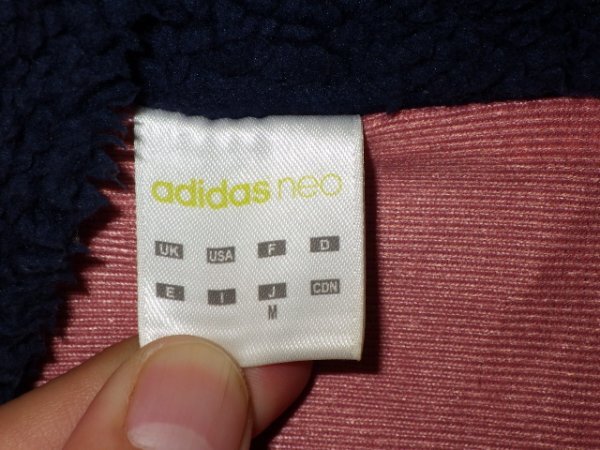 adidas neo
UK USA F D
E I J CDN
M